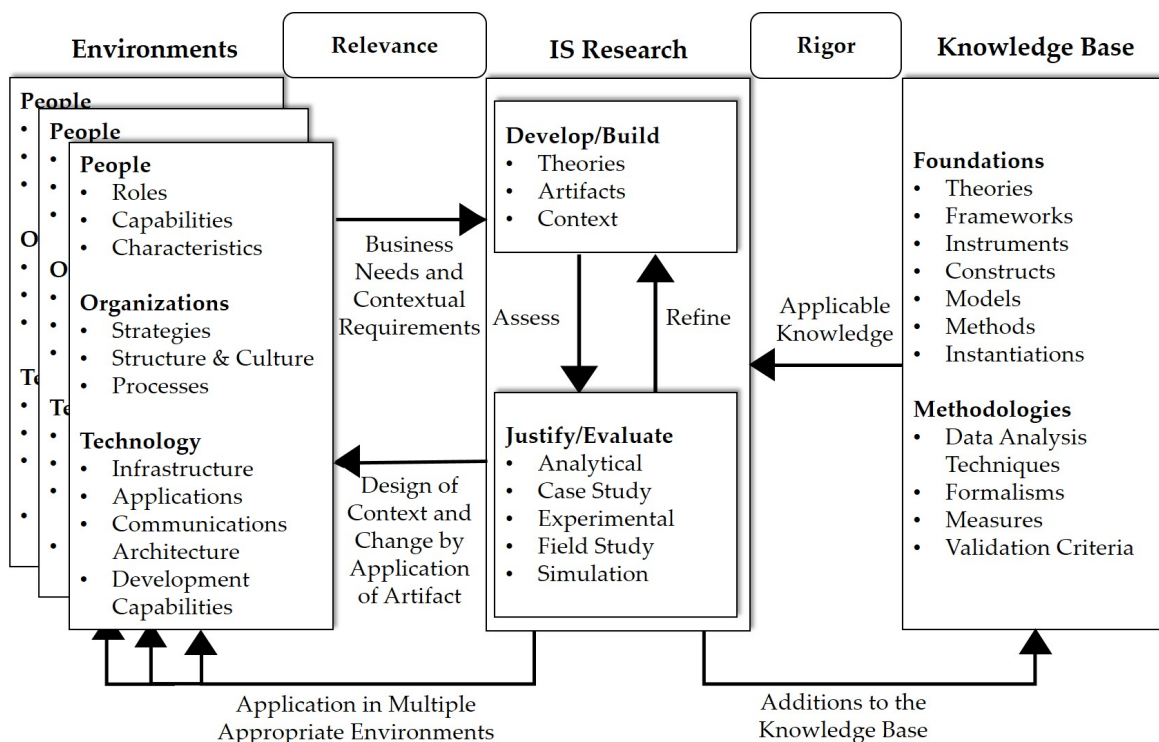 Environments
Relevance
IS Research
Rigor
Knowledge Base
People
•
•
•
O
•
•
•
Te
•
•
•
•
People
•
•
•
O
•
•
•
Te
•
•
•
•
People
• Roles
• Capabilities
• Characteristics
Organizations
• Strategies
• Structure & Culture
• Processes
Technology
• Infrastructure
• Applications
• Communications
Architecture
• Development
Capabilities
Business
Needs and
Contextual
Requirements
Design of
Context and
Change by
Application
of Artifact
Develop/Build
• Theories
• Artifacts
• Context
Assess
Refine
Justify/Evaluate
• Analytical
• Case Study
• Experimental
• Field Study
• Simulation
Applicable
Knowledge
Foundations
• Theories
• Frameworks
• Instruments
• Constructs
• Models
• Methods
• Instantiations
Methodologies
• Data Analysis
Techniques
• Formalisms
• Measures
• Validation Criteria
Application in Multiple
Appropriate Environments
Additions to the
Knowledge Base